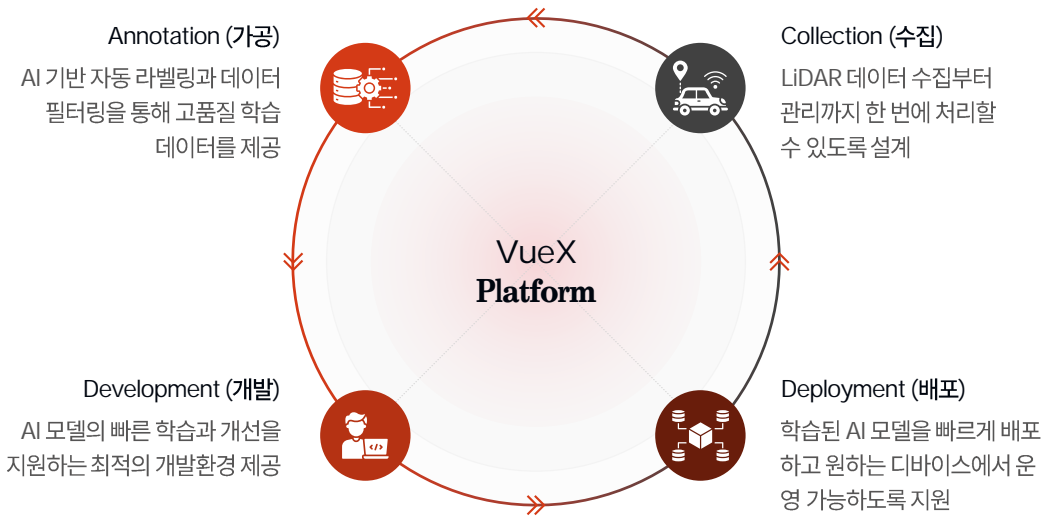 Annotation (가공)
AI 기반 자동 라벨링과 데이터
필터링을 통해 고품질 학습
데이터를 제공
Collection (수집)
LiDAR 데이터 수집부터
관리까지 한 번에 처리할
수 있도록 설계
VueX
Platform
Development (개발)
AI 모델의 빠른 학습과 개선을
지원하는 최적의 개발환경 제공
Deployment (배포)
학습된 AI 모델을 빠르게 배포
하고 원하는 디바이스에서 운
영 가능하도록 지원